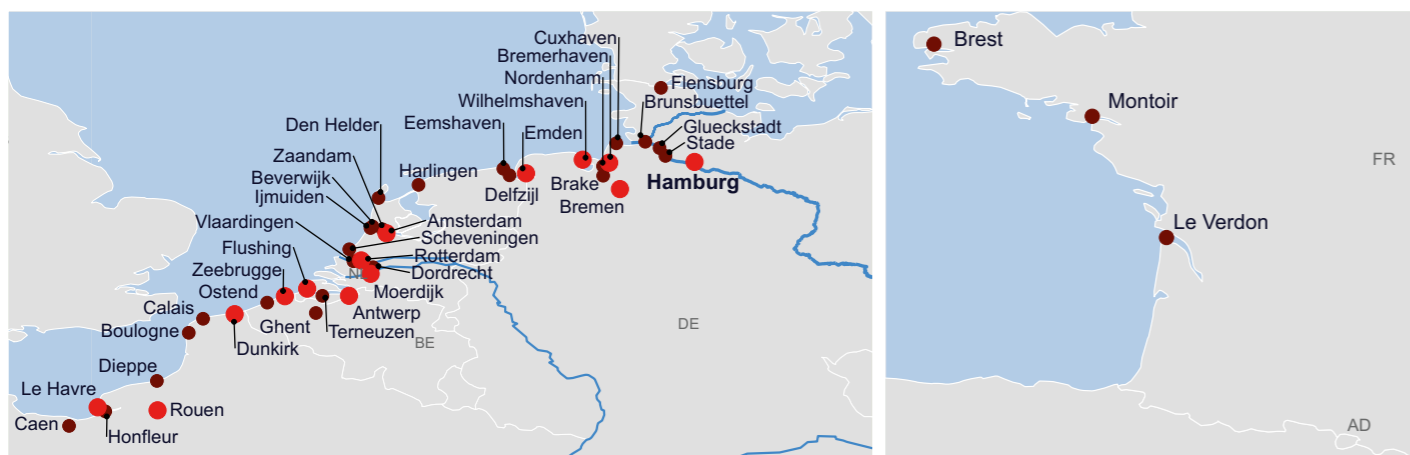 Cuxhaven
Bremerhaven
Nordenham
Flensburg
Wilhelmshaven
Brunsbuettel
Den Helder
Eemshaven
Emden
Glueckstadt
Zaandam
Stade
Beverwijk
Harlingen
Ijmuiden
Delfzijl
Brake
Hamburg
Bremen
Vlaardingen
Amsterdam
Scheveningen
Flushing
Rotterdam
Zeebrugge
NL
Dordrecht
Ostend
Moerdijk
Calais
Antwerp
Boulogne
Ghent
Terneuzen
DE
Dunkirk
BE
Dieppe
Le Havre
Rouen
Caen
Honfleur
Brest
Montoir
FR
Le Verdon
AD